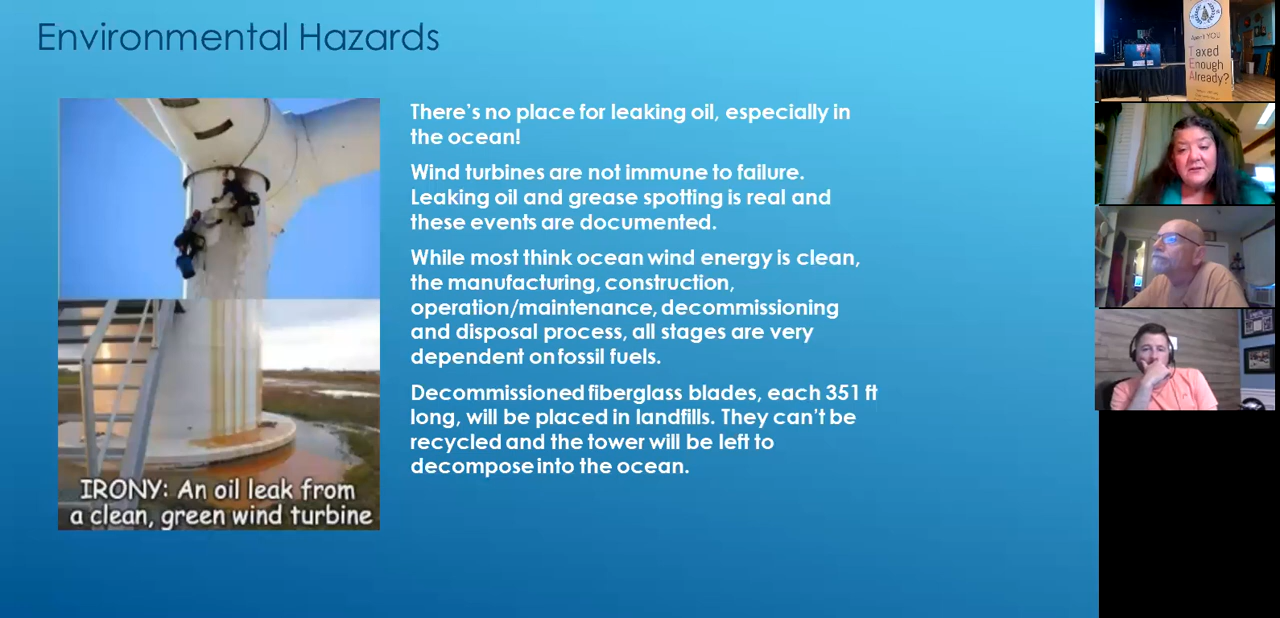 Environmental Hazards
There's no place for leaking oil, especially in
the ocean!
Wind turbines are not immune to failure.
Leaking oil and grease spotting is real and
these events are documented.
While most think ocean wind energy is clean,
the manufacturing, construction,
operation/maintenance, decommissioning
and disposal process, all stages are very
dependent on fossil fuels.
Decommissioned fiberglass blades, each 351 ft
long, will be placed in landfills. They can't be
recycled and the tower will be left to
decompose into the ocean.
IRONY: An oil leak from
a clean, green wind turbine
Aren't YOU
Taxed
Enough
Already?